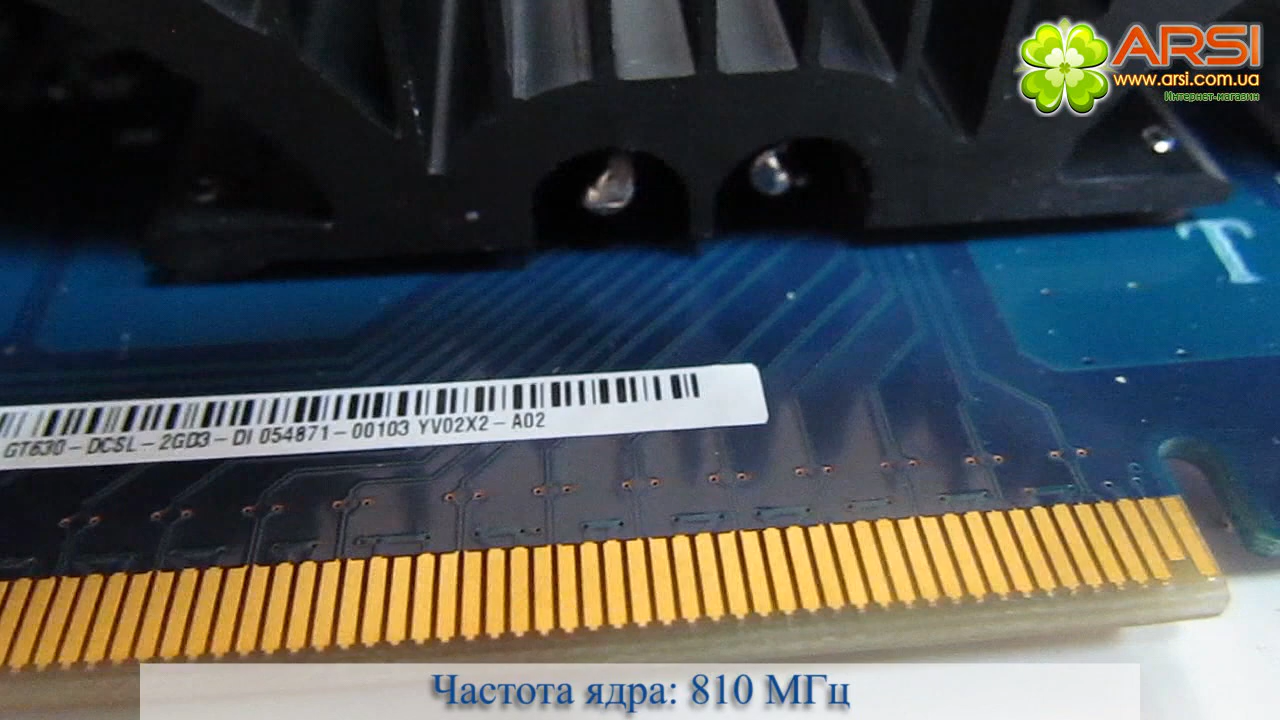 ARSI
www.arsi.com.ua
Интернет-магазин
T
GT630-DCSL-2GD3-DI 054871-00103 YV02X2-A02
Частота ядра: 810 МГц